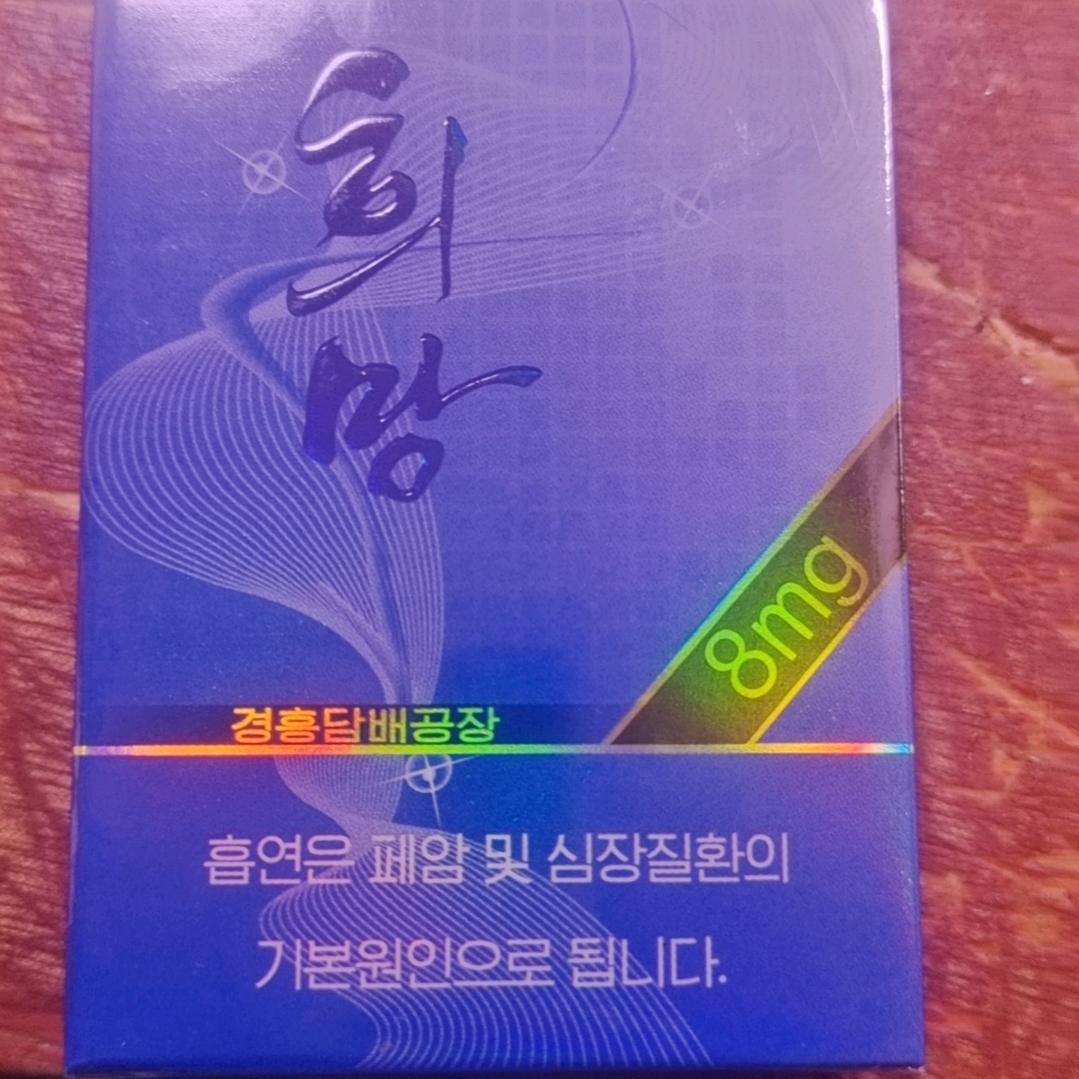 희
망
8mg
경흥담배공장
흡연은 폐암 및 심장질환의
기본원인으로 됩니다.